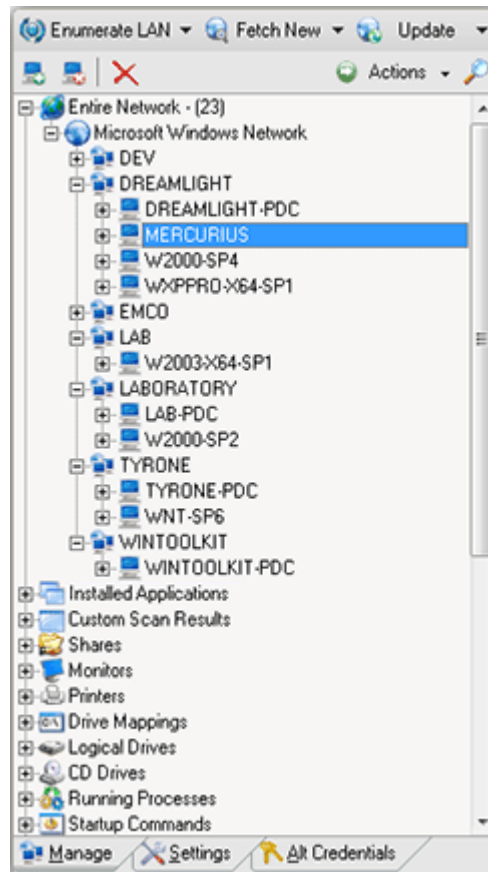 Enumerate LAN Fetch New Update
Actions
Entire Network - (23)
Microsoft Windows Network
DEV
DREAMLIGHT
DREAMLIGHT-PDC
MERCURIUS
W2000-SP4
WXPPRO-X64-SP1
EMCO
LAB
W2003-X64-SP1
LABORATORY
LAB-PDC
W2000-SP2
TYRONE
TYRONE-PDC
WNT-SP6
WINTOOLKIT
WINTOOLKIT-PDC
Installed Applications
Custom Scan Results
Shares
Monitors
Printers
Drive Mappings
Logical Drives
CD Drives
Running Processes
Startup Commands
Manage Settings Alt Credentials